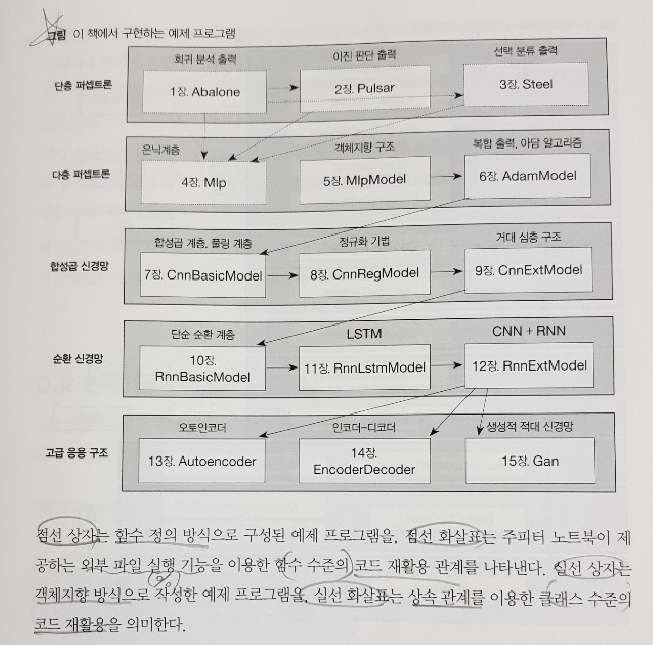 그림 이 책에서 구현하는 예제 프로그램
회귀 분석 출력 이진 판단 출력 선택 분류 출력
단층 퍼셉트론
1장. Abalone 2장. Pulsar 3장. Steel
은닉계층 객체지향 구조 복합 출력, 아담 알고리즘
다층 퍼셉트론
4장. Mlp 5장. MlpModel 6장. AdamModel
합성곱 계층, 풀링 계층 정규화 기법 거대 심층 구조
합성곱 신경망
7장. CnnBasicModel 8장. CnnRegModel 9장. CnnExtModel
단순 순환 계층 LSTM CNN + RNN
순환 신경망
10장. RnnBasicModel 11장. RnnLstmModel 12장. RnnExtModel
오토인코더 인코더-디코더 생성적 적대 신경망
고급 응용 구조
13장. Autoencoder 14장. EncoderDecoder 15장. Gan
점선 상자는 함수 정의 방식으로 구성된 예제 프로그램을, 점선 화살표는 주피터 노트북이 제
공하는 외부 파일 실행 기능을 이용한 함수 수준의 코드 재활용 관계를 나타낸다. 실선 상자는
객체지향 방식으로 작성한 예제 프로그램을, 실선 화살표는 상속 관계를 이용한 클래스 수준의
코드 재활용을 의미한다.